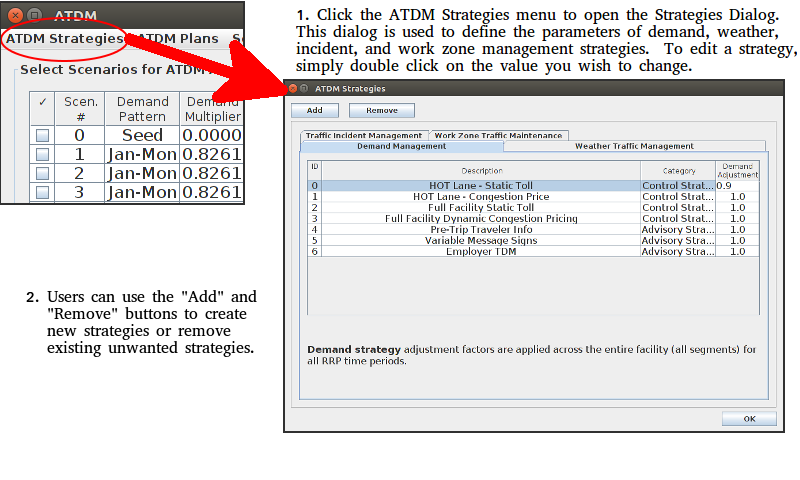 ATDM
ATDM Strategies ATDM Plans
Select Scenarios for ATDM
✓ Scen. # Demand Pattern Demand Multiplier
0 Seed 0.0000
1 Jan-Mon 0.8261
2 Jan-Mon 0.8261
3 Jan-Mon 0.8261
1. Click the ATDM Strategies menu to open the Strategies Dialog.
This dialog is used to define the parameters of demand, weather,
incident, and work zone management strategies. To edit a strategy,
simply double click on the value you wish to change.
ATDM Strategies
Add Remove
Traffic Incident Management Work Zone Traffic Maintenance
Demand Management Weather Traffic Management
ID Description Category Demand Adjustment
0 HOT Lane - Static Toll Control Strat... 0.9
1 HOT Lane - Congestion Price Control Strat... 1.0
2 Full Facility Static Toll Control Strat... 1.0
3 Full Facility Dynamic Congestion Pricing Control Strat... 1.0
4 Pre-Trip Traveler Info Advisory Stra... 1.0
5 Variable Message Signs Advisory Stra... 1.0
6 Employer TDM Advisory Stra... 1.0
Demand strategy adjustment factors are applied across the entire facility (all segments) for
all RRP time periods.
OK
2. Users can use the "Add" and
"Remove" buttons to create
new strategies or remove
existing unwanted strategies.